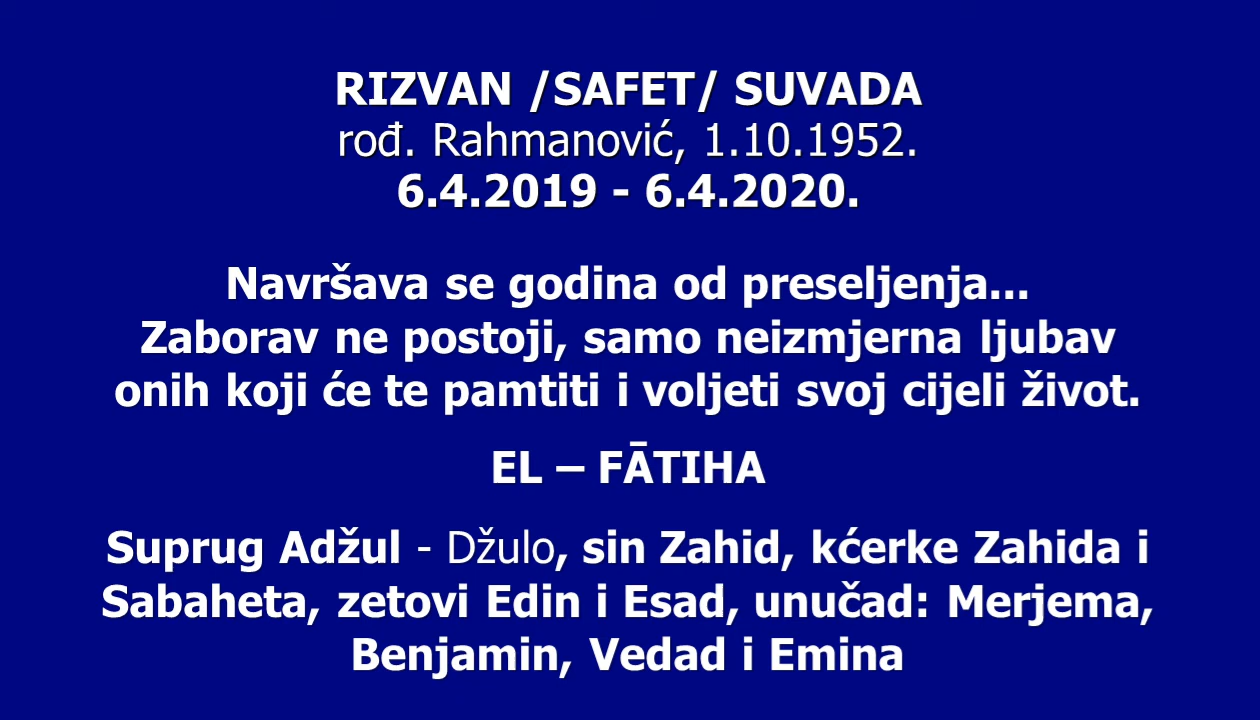 RIZVAN /SAFET/ SUVADA
rođ. Rahmanović, 1.10.1952.
6.4.2019 - 6.4.2020.
Navršava se godina od preseljenja...
Zaborav ne postoji, samo neizmjerna ljubav
onih koji će te pamtiti i voljeti svoj cijeli život.
EL – FĀTIHA
Suprug Adžul - Džulo, sin Zahid, kćerke Zahida i
Sabaheta, zetovi Edin i Esad, unučad: Merjema,
Benjamin, Vedad i Emina